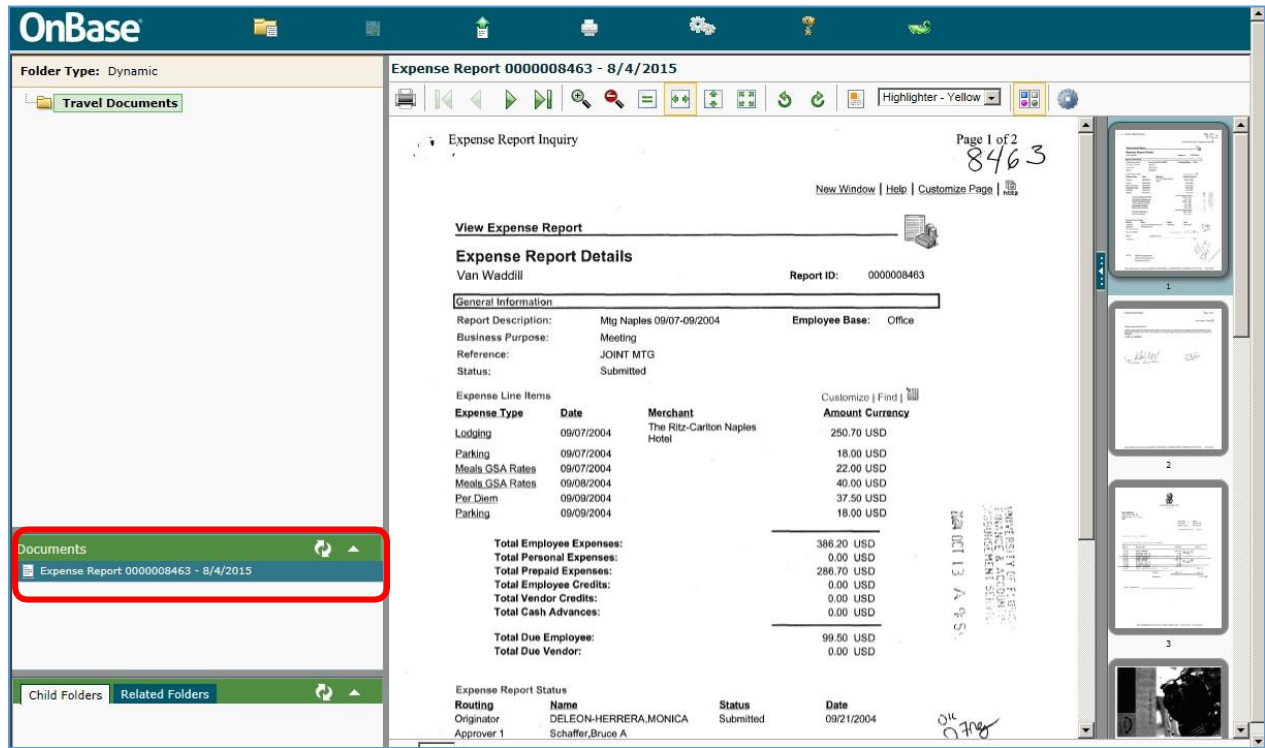 OnBase
Folder Type: Dynamic
Travel Documents
Documents
Expense Report 0000008463 - 8/4/2015
Child Folders Related Folders
Expense Report 0000008463 - 8/4/2015
Highlighter - Yellow
Expense Report Inquiry Page 1 of 2
8463
New Window | Help | Customize Page | http
View Expense Report
Expense Report Details
Van Waddill Report ID: 0000008463
General Information
Report Description: Mtg Naples 09/07-09/2004 Employee Base: Office
Business Purpose: Meeting
Reference: JOINT MTG
Status: Submitted
Expense Line Items Customize | Find |
Expense Type Date Merchant Amount Currency
Lodging 09/07/2004 The Ritz-Carlton Naples Hotel 250.70 USD
Parking 09/07/2004 18.00 USD
Meals GSA Rates 09/07/2004 22.00 USD
Meals GSA Rates 09/08/2004 40.00 USD
Per Diem 09/09/2004 37.50 USD
Parking 09/09/2004 18.00 USD
Total Employee Expenses: 386.20 USD
Total Personal Expenses: 0.00 USD
Total Prepaid Expenses: 286.70 USD
Total Employee Credits: 0.00 USD
Total Vendor Credits: 0.00 USD
Total Cash Advances: 0.00 USD
Total Due Employee: 99.50 USD
Total Due Vendor: 0.00 USD
Expense Report Status
Routing Name Status Date
Originator DELEON-HERRERA,MONICA Submitted 09/21/2004
Approver 1 Schaffer,Bruce A
1
2
3